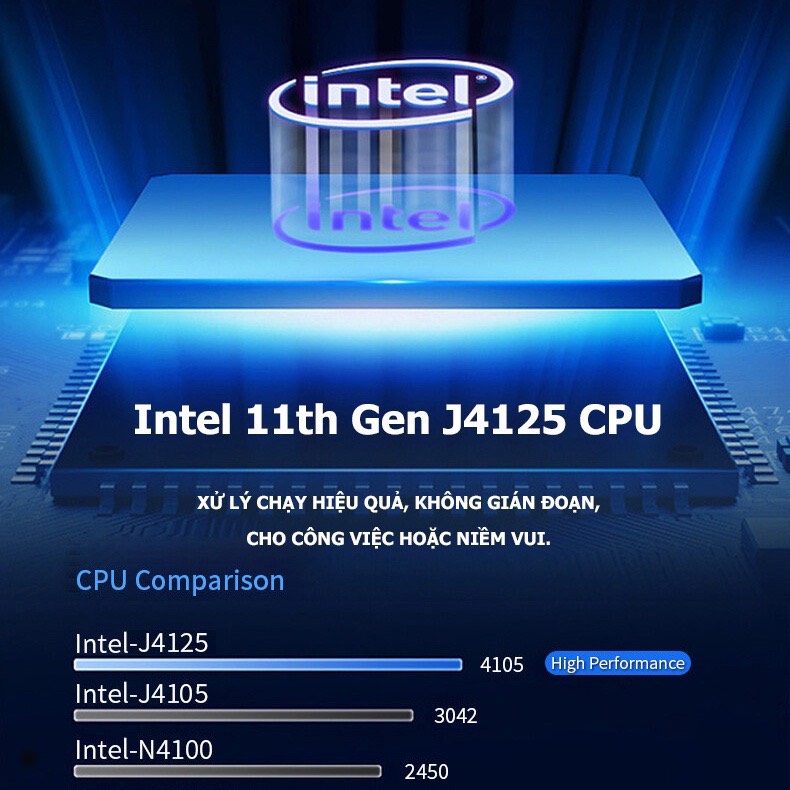 intel®
intel
Intel 11th Gen J4125 CPU
XỬ LÝ CHẠY HIỆU QUẢ, KHÔNG GIÁN ĐOẠN,
CHO CÔNG VIỆC HOẶC NIỀM VUI.
CPU Comparison
Intel-J4125
4105 High Performance
Intel-J4105
3042
Intel-N4100
2450